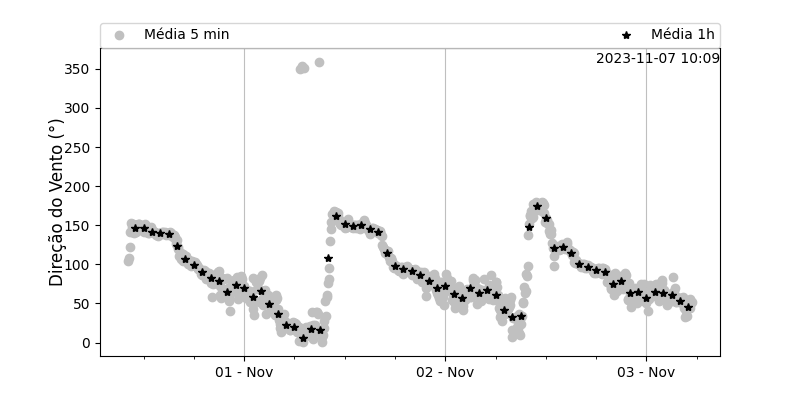 Média 5 min
Média 1h
2023-11-07 10:09
Direção do Vento (°)
350
300
250
200
150
100
50
0
01 - Nov
02 - Nov
03 - Nov